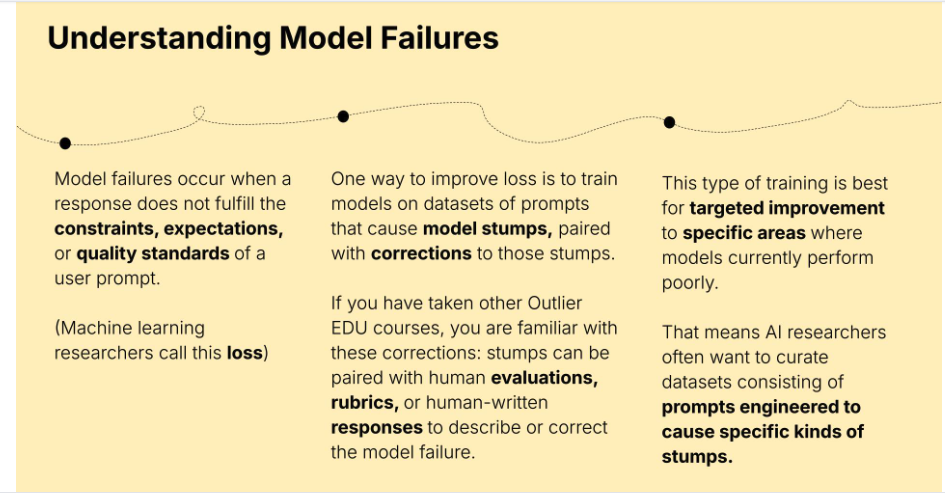 Understanding Model Failures
Model failures occur when a
response does not fulfill the
constraints, expectations,
or quality standards of a
user prompt.
(Machine learning
researchers call this loss)
One way to improve loss is to train
models on datasets of prompts
that cause model stumps, paired
with corrections to those stumps.
If you have taken other Outlier
EDU courses, you are familiar with
these corrections: stumps can be
paired with human evaluations,
rubrics, or human-written
responses to describe or correct
the model failure.
This type of training is best
for targeted improvement
to specific areas where
models currently perform
poorly.
That means AI researchers
often want to curate
datasets consisting of
prompts engineered to
cause specific kinds of
stumps.